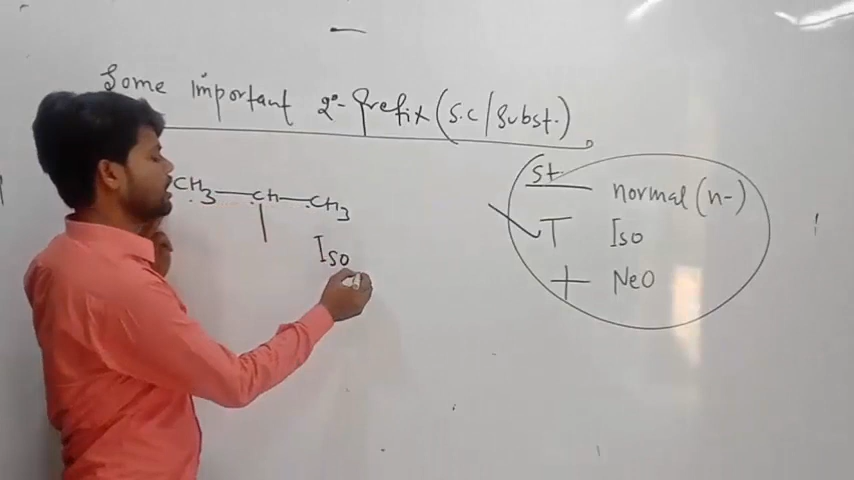 Some important 2°- Prefix (S.C/Subst.)
CH3—CH—CH3
Iso
St. normal (n-)
T Iso
+ NeO